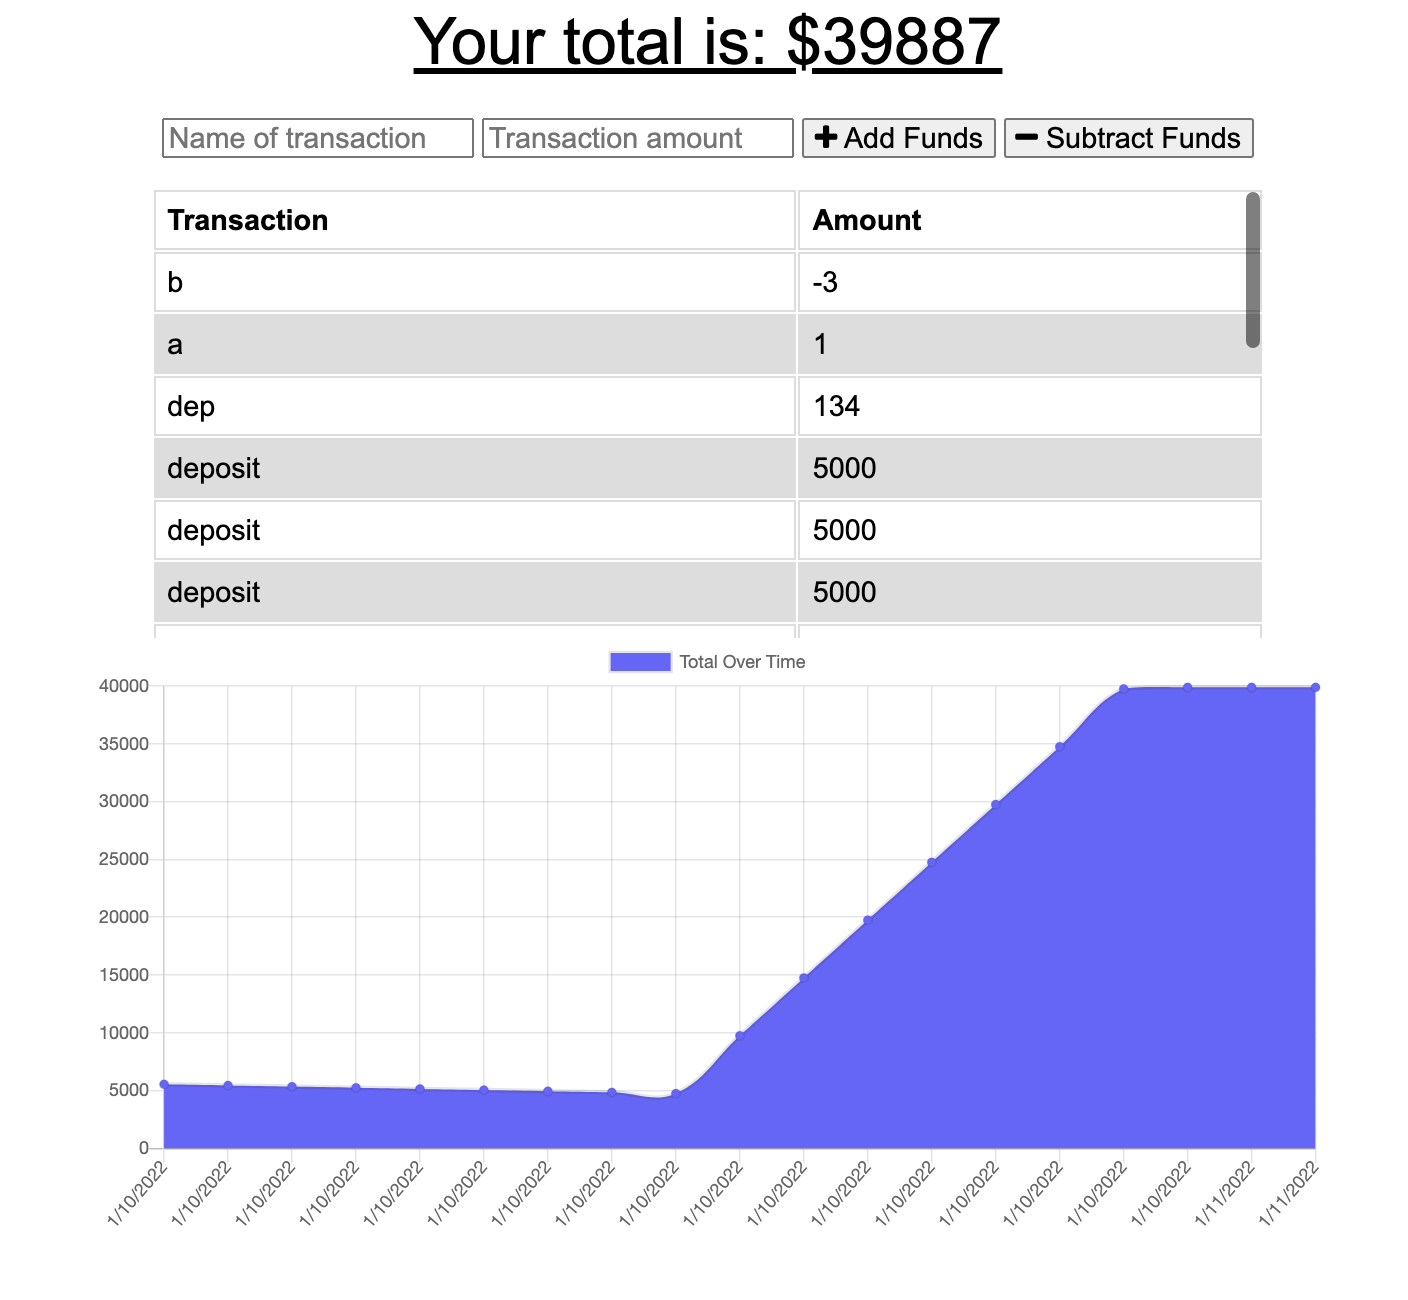 Your total is: $39887
Name of transaction Transaction amount + Add Funds − Subtract Funds
Transaction Amount
b -3
a 1
dep 134
deposit 5000
deposit 5000
deposit 5000
Total Over Time
40000
35000
30000
25000
20000
15000
10000
5000
0
1/10/2022 1/10/2022 1/10/2022 1/10/2022 1/10/2022 1/10/2022 1/10/2022 1/10/2022 1/10/2022 1/10/2022 1/10/2022 1/10/2022 1/10/2022 1/10/2022 1/10/2022 1/10/2022 1/10/2022 1/11/2022 1/11/2022